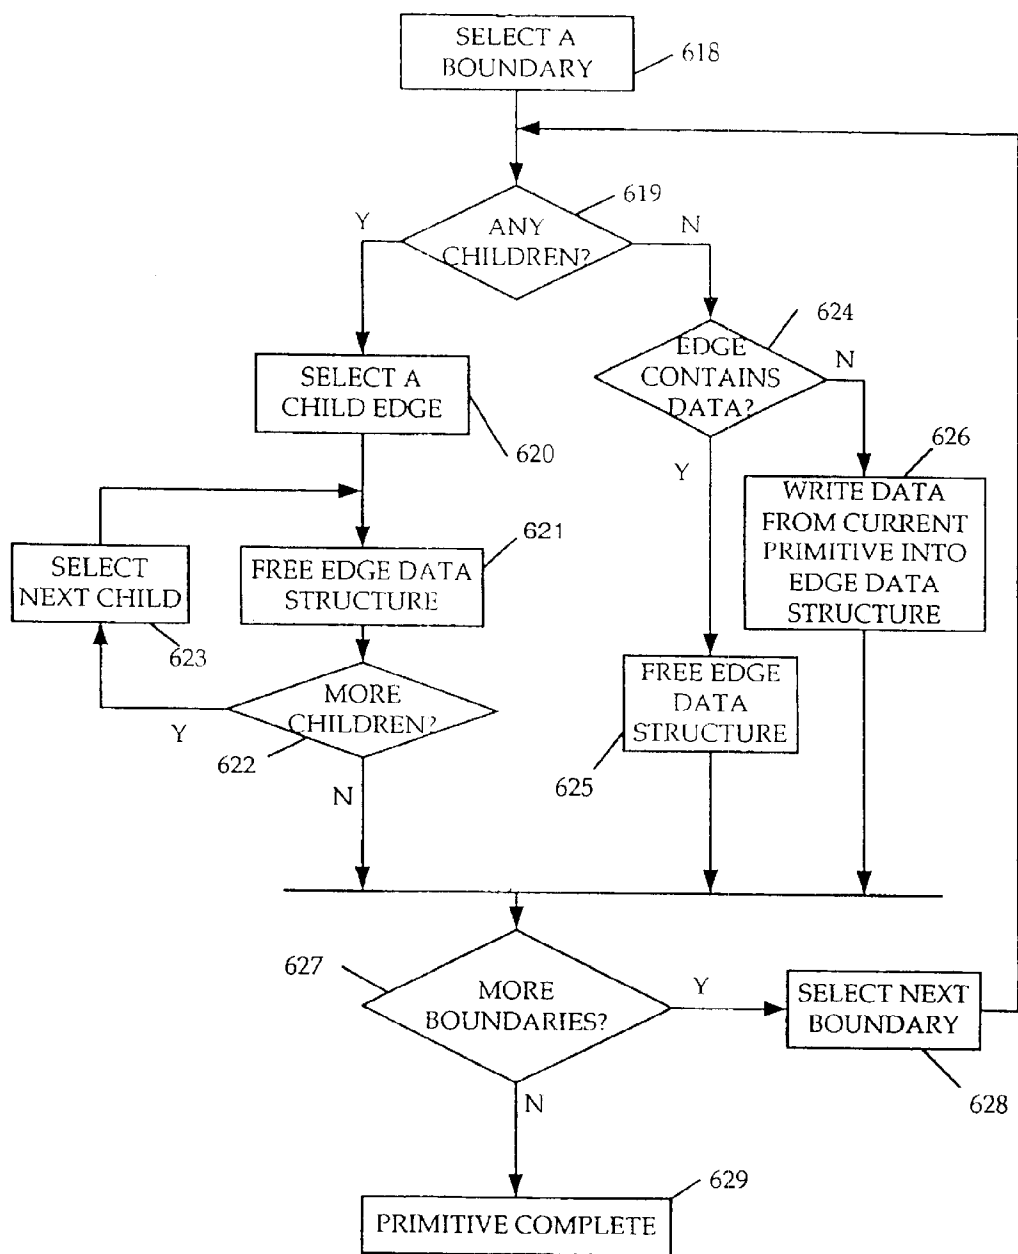 SELECT A
BOUNDARY
618
619
Y
ANY
CHILDREN?
N
624
EDGE
CONTAINS
DATA?
N
SELECT A
CHILD EDGE
620
Y
626
WRITE DATA
FROM CURRENT
PRIMITIVE INTO
EDGE DATA
STRUCTURE
621
SELECT
NEXT CHILD
FREE EDGE DATA
STRUCTURE
623
MORE
CHILDREN?
Y
622
N
FREE EDGE
DATA
STRUCTURE
625
627
MORE
BOUNDARIES?
Y
SELECT NEXT
BOUNDARY
628
N
629
PRIMITIVE COMPLETE